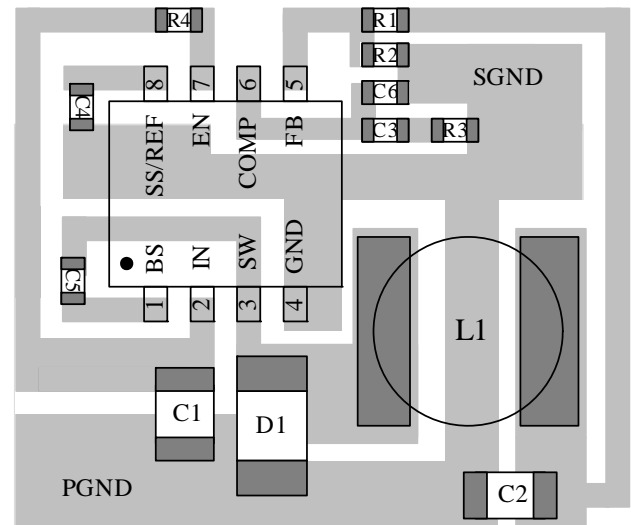 R4
R1
R2
SGND
C6
C4
C3
R3
8
7
6
5
SS/REF
EN
COMP
FB
BS
IN
SW
GND
1
2
3
4
C5
L1
C1
D1
PGND
C2